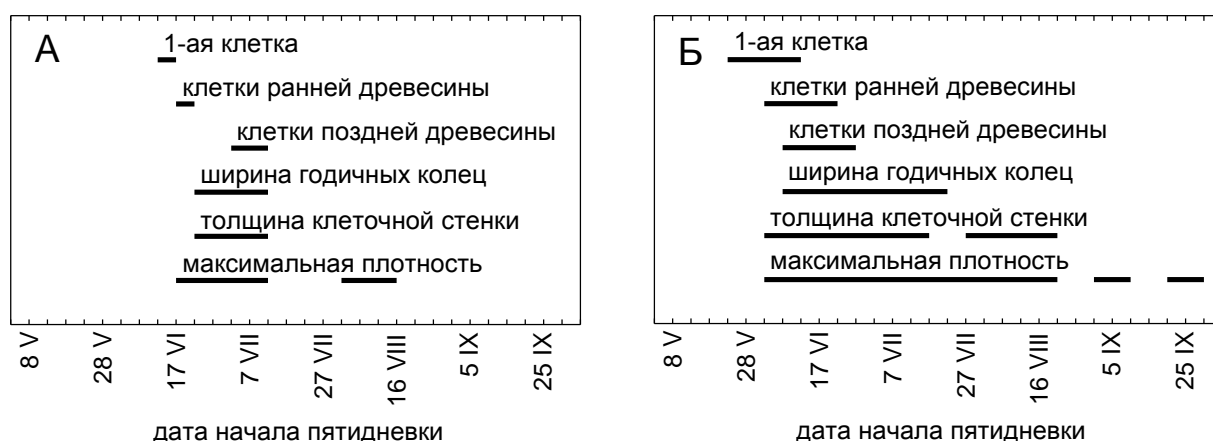 А
1-ая клетка
клетки ранней древесины
клетки поздней древесины
ширина годичных колец
толщина клеточной стенки
максимальная плотность
8 V
28 V
17 VI
7 VII
27 VII
16 VIII
5 IX
25 IX
дата начала пятидневки
Б
1-ая клетка
клетки ранней древесины
клетки поздней древесины
ширина годичных колец
толщина клеточной стенки
максимальная плотность
8 V
28 V
17 VI
7 VII
27 VII
16 VIII
5 IX
25 IX
дата начала пятидневки